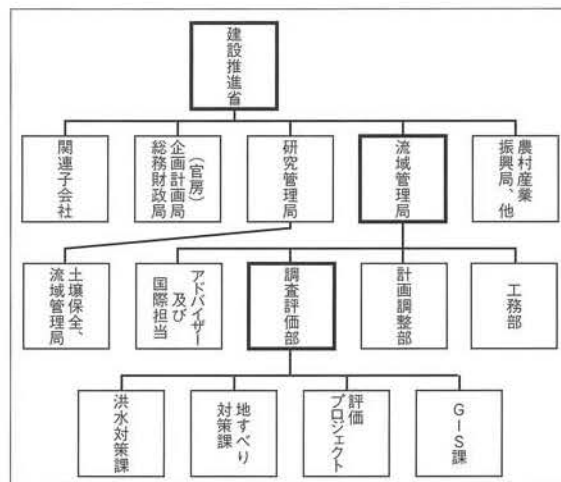 建設推進省
関連子会社
（官房）
企画計画局
総務財政局
研究管理局
流域管理局
農村産業
振興局、他
土壌保全、
流域管理局
アドバイザー
及び
国際担当
調査評価部
計画調整部
工務部
洪水対策課
地すべり
対策課
評価
プロジェクト
GIS課